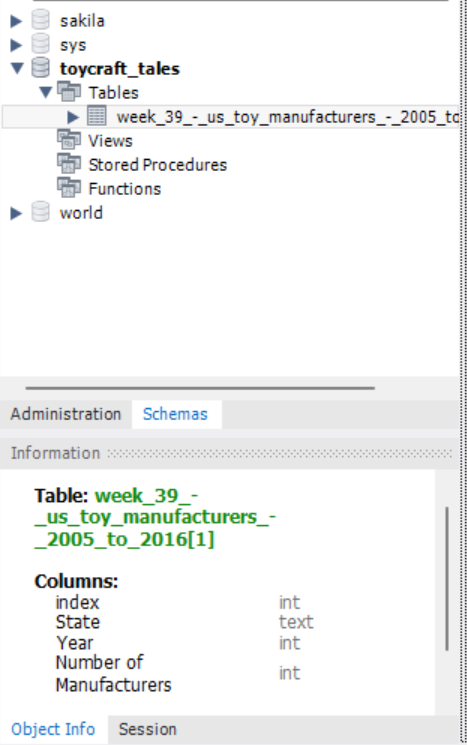 sakila
sys
toycraft_tales
Tables
week_39_-_us_toy_manufacturers_-_2005_to
Views
Stored Procedures
Functions
world
Administration Schemas
Information
Table: week_39_-
_us_toy_manufacturers_-
_2005_to_2016[1]
Columns:
index int
State text
Year int
Number of
Manufacturers int
Object Info Session